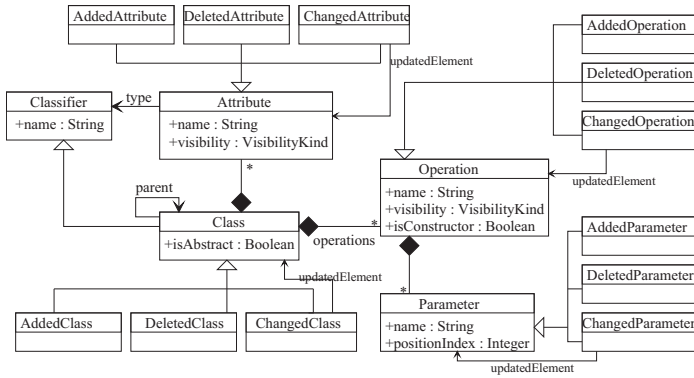 AddedAttribute
DeletedAttribute
ChangedAttribute
AddedOperation
updatedElement
DeletedOperation
Classifier
+name : String
type
Attribute
+name : String
+visibility : VisibilityKind
ChangedOperation
*
Operation
+name : String
+visibility : VisibilityKind
+isConstructor : Boolean
updatedElement
parent
Class
+isAbstract : Boolean
*
operations
AddedParameter
updatedElement
DeletedParameter
*
Parameter
+name : String
+positionIndex : Integer
AddedClass
DeletedClass
ChangedClass
ChangedParameter
updatedElement